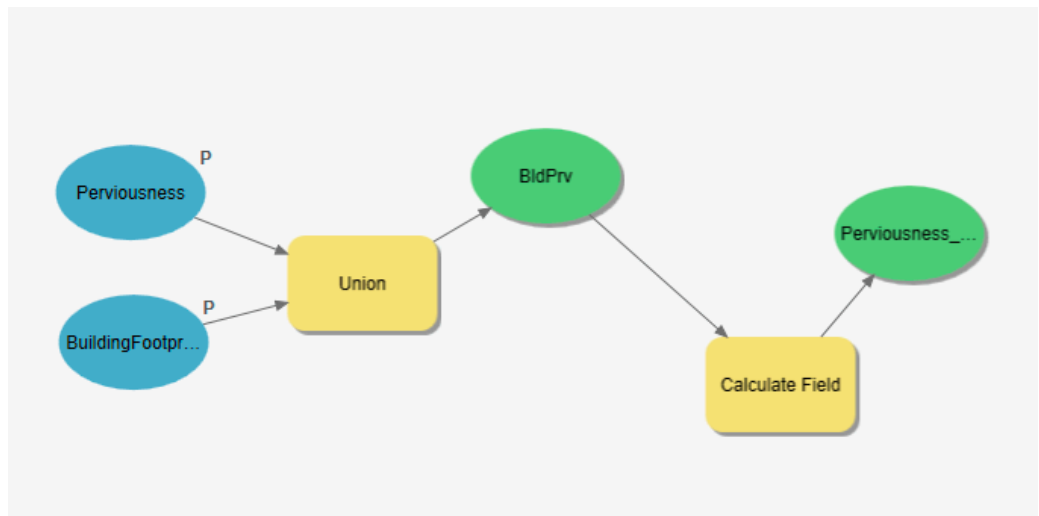 P
Perviousness
BldPrv
Perviousness_...
Union
P
BuildingFootpr...
Calculate Field